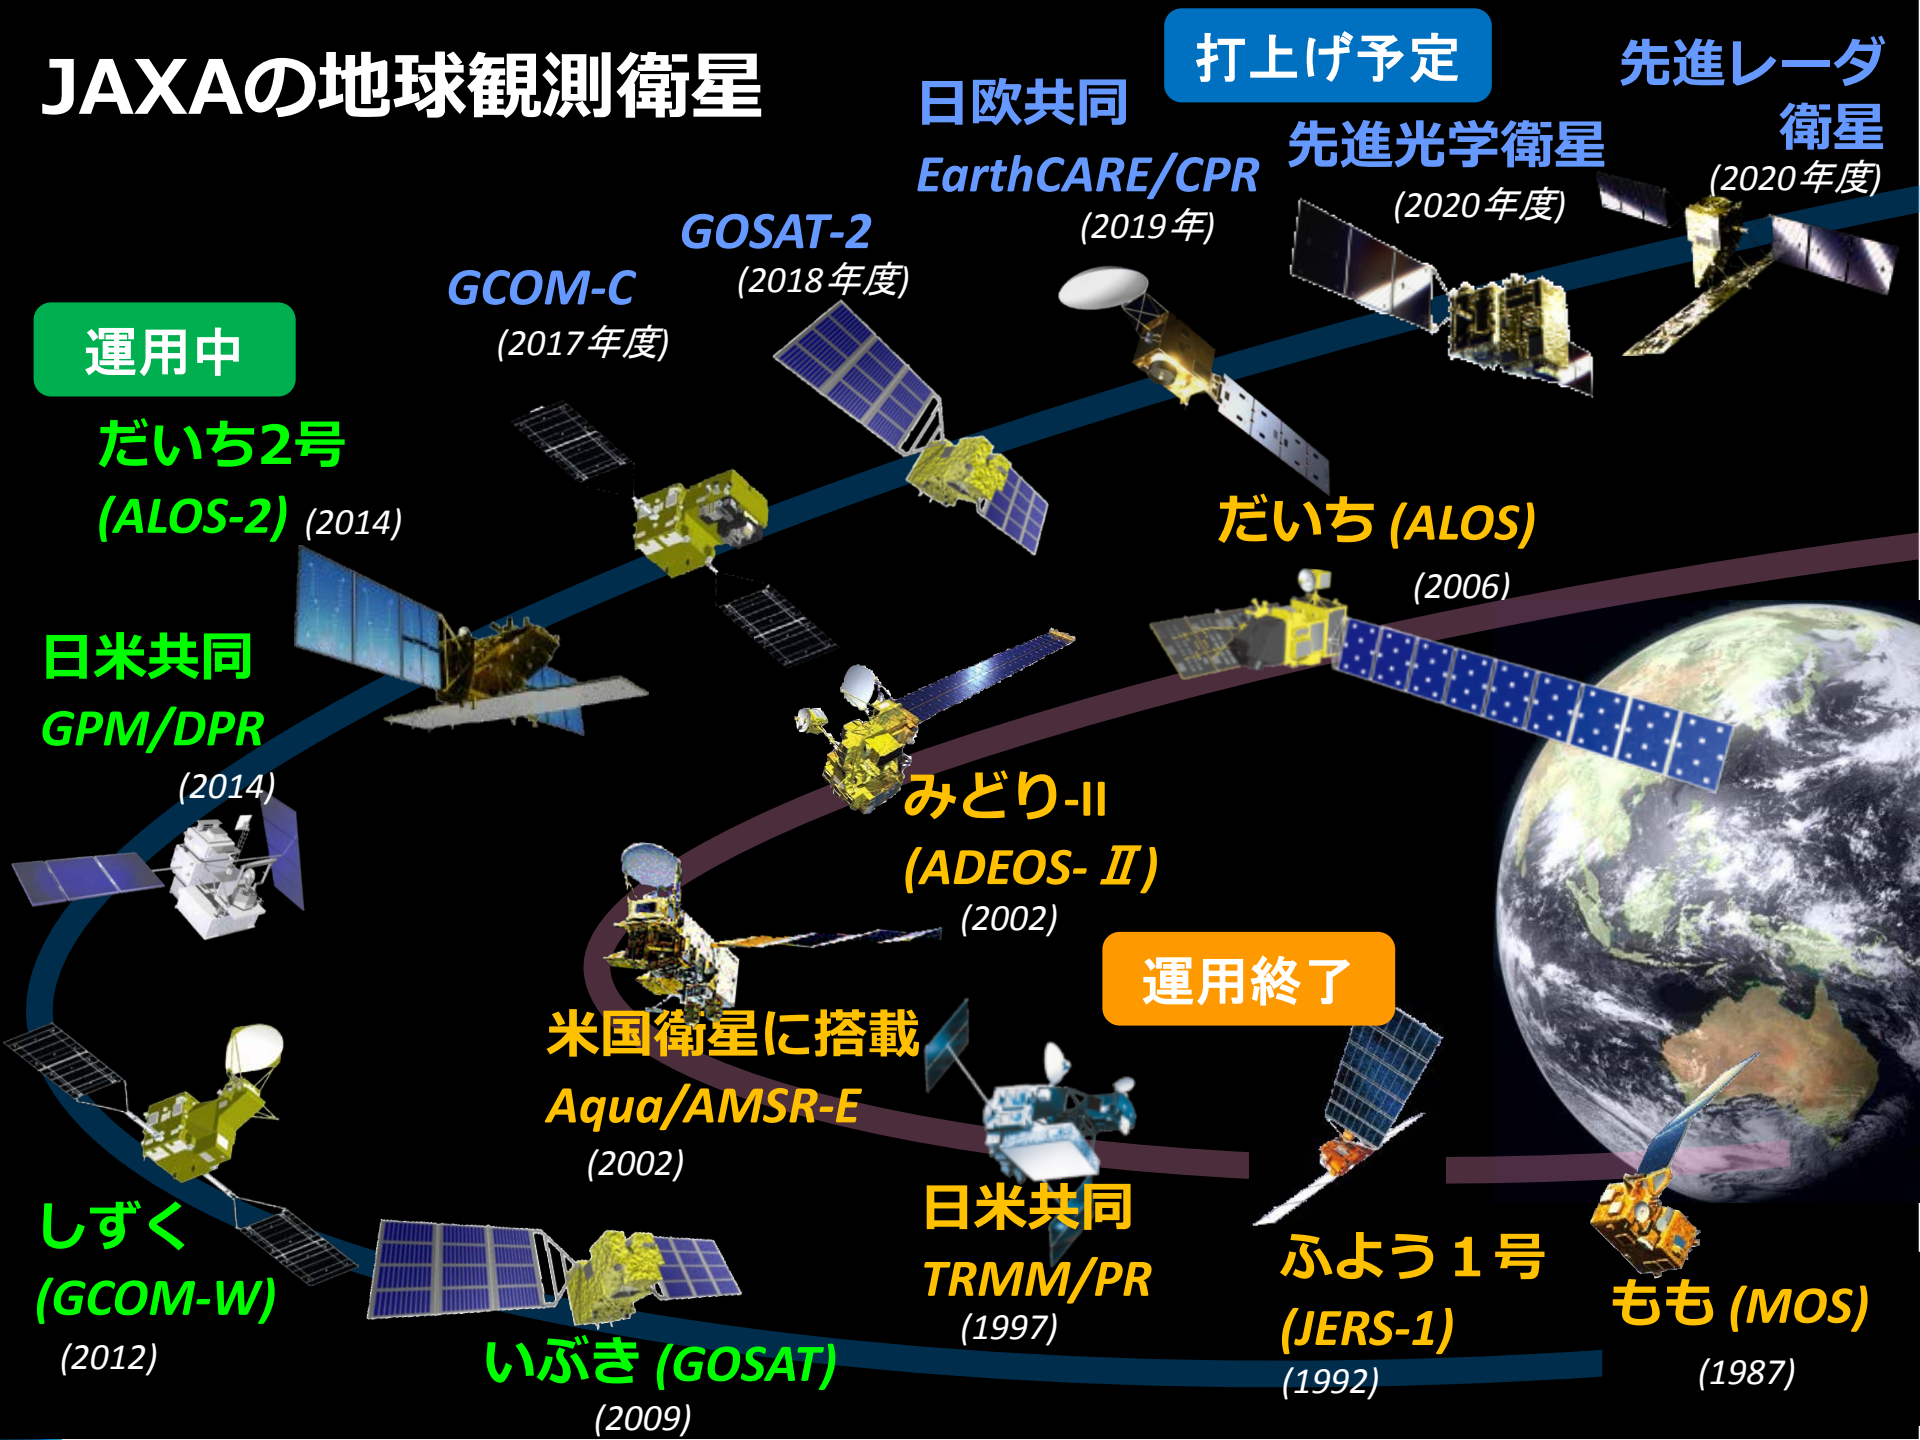 JAXAの地球観測衛星
打上げ予定
先進レーダ
衛星
(2020年度)
先進光学衛星
(2020年度)
日欧共同
EarthCARE/CPR
(2019年)
GOSAT-2
(2018年度)
GCOM-C
(2017年度)
運用中
だいち2号
(ALOS-2) (2014)
日米共同
GPM/DPR
(2014)
しずく
(GCOM-W)
(2012)
いぶき (GOSAT)
(2009)
だいち (ALOS)
(2006)
みどり-II
(ADEOS-Ⅱ)
(2002)
運用終了
米国衛星に搭載
Aqua/AMSR-E
(2002)
日米共同
TRMM/PR
(1997)
ふよう１号
(JERS-1)
(1992)
もも (MOS)
(1987)